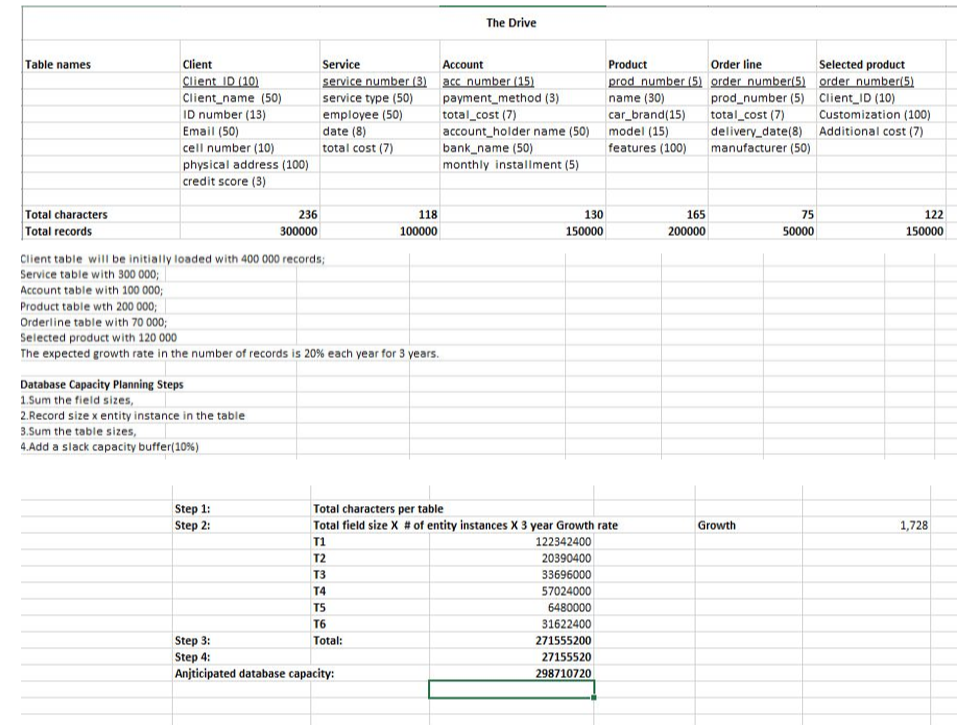 The Drive
Table names Client Service Account Product Order line Selected product
Client_ID (10) service number (3) acc_number (15) prod_number (5) order_number(5) order_number(5)
Client_name (50) service type (50) payment_method (3) name (30) prod_number (5) Client_ID (10)
ID number (13) employee (50) total_cost (7) car_brand(15) total_cost (7) Customization (100)
Email (50) date (8) account_holder name (50) model (15) delivery_date(8) Additional cost (7)
cell number (10) total cost (7) bank_name (50) features (100) manufacturer (50)
physical address (100) monthly installment (5)
credit score (3)
Total characters 236 118 130 165 75 122
Total records 300000 100000 150000 200000 50000 150000
Client table will be initially loaded with 400 000 records;
Service table with 300 000;
Account table with 100 000;
Product table wth 200 000;
Orderline table with 70 000;
Selected product with 120 000
The expected growth rate in the number of records is 20% each year for 3 years.
Database Capacity Planning Steps
1.Sum the field sizes,
2.Record size x entity instance in the table
3.Sum the table sizes,
4.Add a slack capacity buffer(10%)
Step 1: Total characters per table
Step 2: Total field size X # of entity instances X 3 year Growth rate Growth 1,728
T1 122342400
T2 20390400
T3 33696000
T4 57024000
T5 6480000
T6 31622400
Step 3: Total: 271555200
Step 4: 27155520
Anjticipated database capacity: 298710720